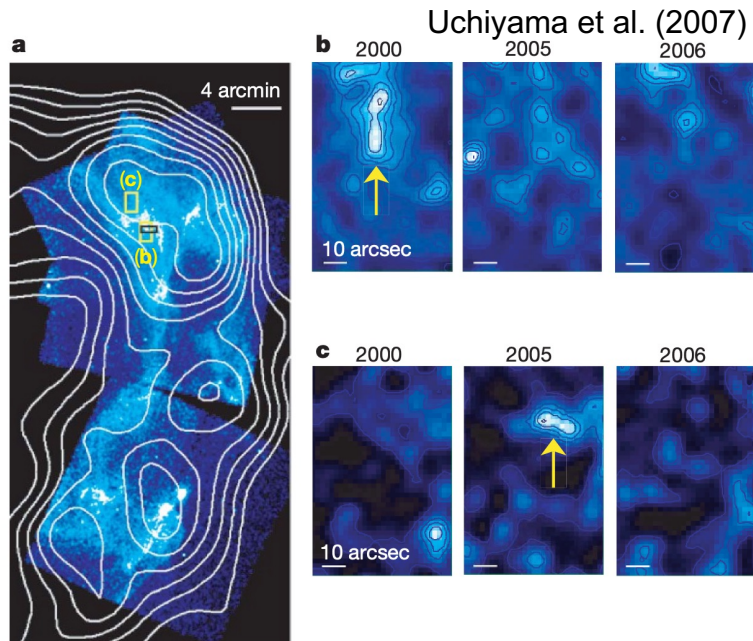 Uchiyama et al. (2007)
a
4 arcmin
(c)
(b)
b
2000
2005
2006
10 arcsec
c
2000
2005
2006
10 arcsec